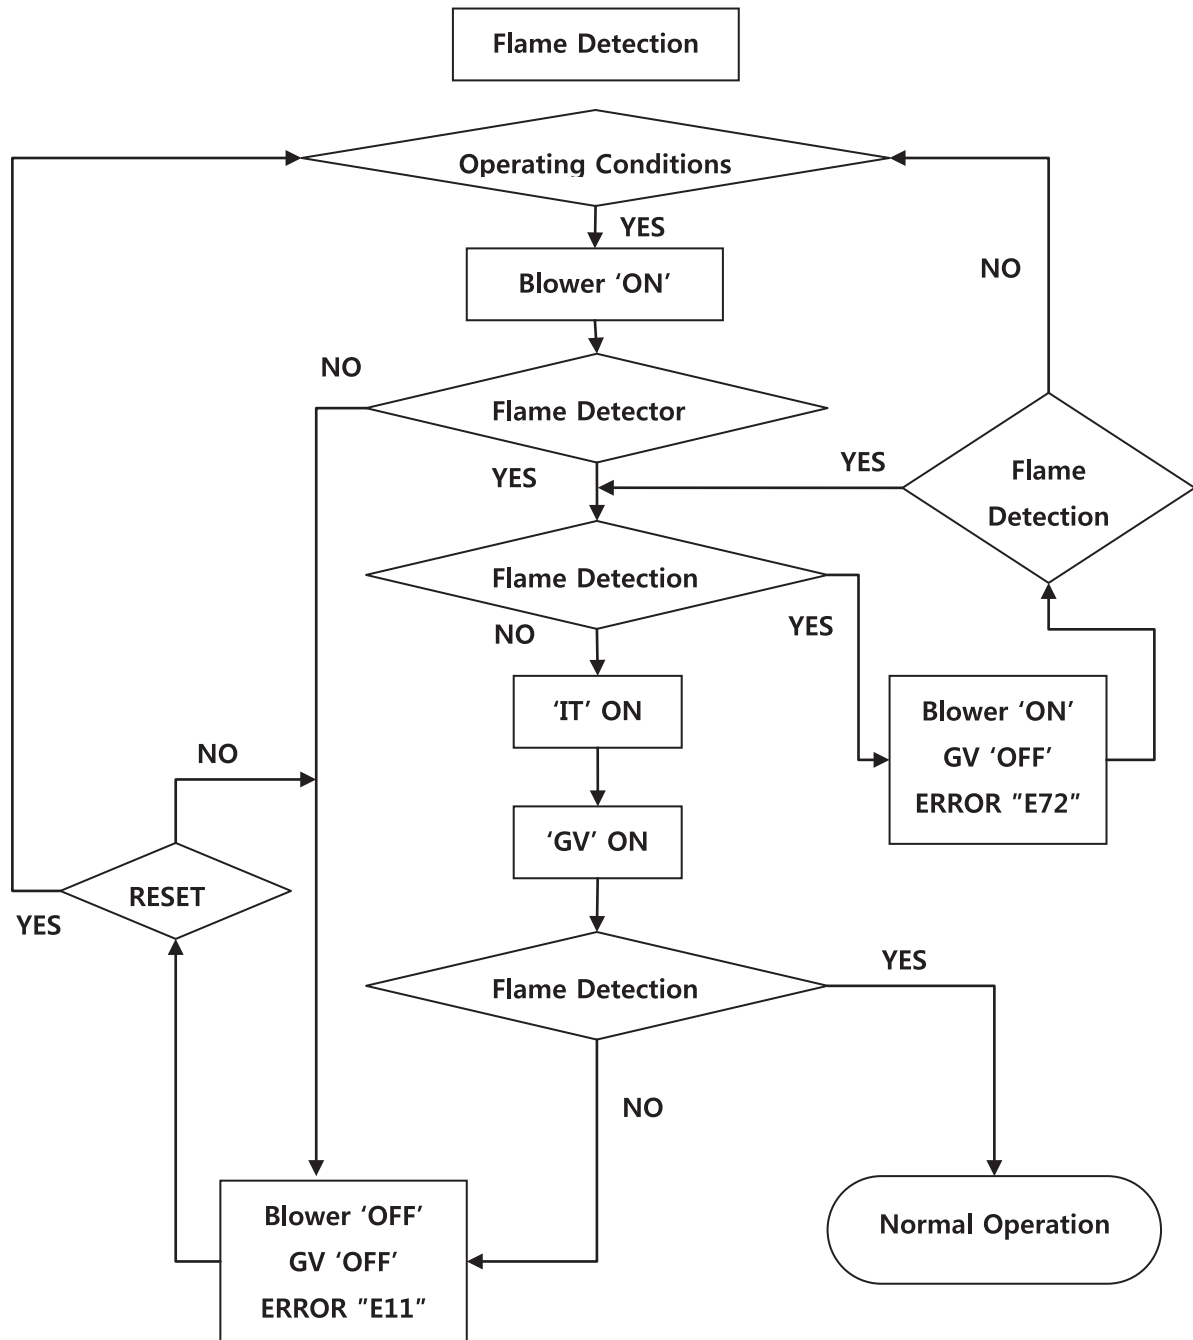 Flame Detection
Operating Conditions
YES
Blower ‘ON’
NO
NO
Flame Detector
YES
YES
Flame
Detection
Flame Detection
NO
YES
‘IT’ ON
Blower ‘ON’
GV ‘OFF’
ERROR ”E72”
NO
‘GV’ ON
RESET
YES
Flame Detection
YES
NO
Blower ‘OFF’
GV ‘OFF’
ERROR ”E11”
Normal Operation